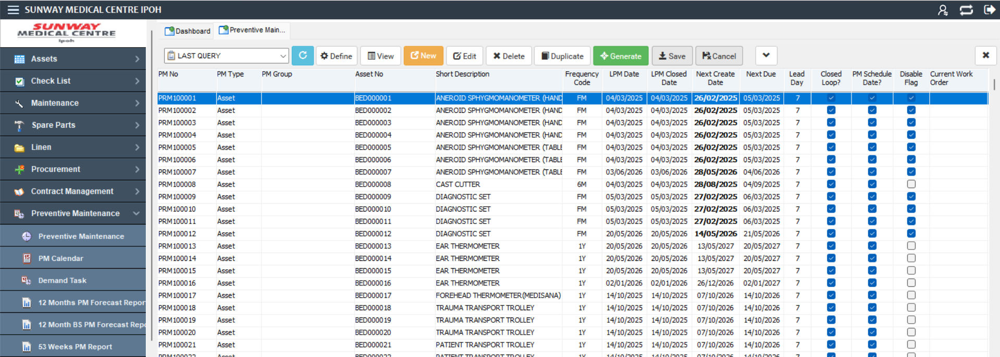 SUNWAY MEDICAL CENTRE IPOH
SUNWAY
MEDICAL CENTRE
Ipoh
Assets
Check List
Maintenance
Spare Parts
Linen
Procurement
Contract Management
Preventive Maintenance
Preventive Maintenance
PM Calendar
Demand Task
12 Months PM Forecast Repor
12 Month BS PM Forecast Repo
53 Weeks PM Report
Dashboard Preventive Main...
LAST QUERY Define View New Edit Delete Duplicate Generate Save Cancel
PM No PM Type PM Group Asset No Short Description Frequency Code LPM Date LPM Closed Date Next Create Date Next Due Lead Day Closed Loop? PM Schedule Date? Disable Flag Current Work Order
PRM100001 Asset BED000001 ANEROID SPHYGMOMANOMETER (HAND FM 04/03/2025 04/03/2025 26/02/2025 05/03/2025 7
PRM100002 Asset BED000002 ANEROID SPHYGMOMANOMETER (HAND FM 04/03/2025 04/03/2025 26/02/2025 05/03/2025 7
PRM100003 Asset BED000003 ANEROID SPHYGMOMANOMETER (HAND FM 04/03/2025 04/03/2025 26/02/2025 05/03/2025 7
PRM100004 Asset BED000004 ANEROID SPHYGMOMANOMETER (HAND FM 04/03/2025 04/03/2025 26/02/2025 05/03/2025 7
PRM100005 Asset BED000005 ANEROID SPHYGMOMANOMETER (TABLE FM 04/03/2025 04/03/2025 26/02/2025 05/03/2025 7
PRM100006 Asset BED000006 ANEROID SPHYGMOMANOMETER (TABLE FM 04/03/2025 04/03/2025 26/02/2025 05/03/2025 7
PRM100007 Asset BED000007 ANEROID SPHYGMOMANOMETER (TABLE FM 03/06/2026 03/06/2026 28/05/2026 04/06/2026 7
PRM100008 Asset BED000008 CAST CUTTER 6M 04/03/2025 04/03/2025 28/08/2025 04/09/2025 7
PRM100009 Asset BED000009 DIAGNOSTIC SET FM 05/03/2025 05/03/2025 27/02/2025 06/03/2025 7
PRM100010 Asset BED000010 DIAGNOSTIC SET FM 05/03/2025 05/03/2025 27/02/2025 06/03/2025 7
PRM100011 Asset BED000011 DIAGNOSTIC SET FM 05/03/2025 05/03/2025 27/02/2025 06/03/2025 7
PRM100012 Asset BED000012 DIAGNOSTIC SET FM 20/05/2026 20/05/2026 14/05/2026 21/05/2026 7
PRM100013 Asset BED000013 EAR THERMOMETER 1Y 20/05/2026 20/05/2026 13/05/2027 20/05/2027 7
PRM100014 Asset BED000014 EAR THERMOMETER 1Y 20/05/2026 20/05/2026 13/05/2027 20/05/2027 7
PRM100015 Asset BED000015 EAR THERMOMETER 1Y 20/05/2026 20/05/2026 13/05/2027 20/05/2027 7
PRM100016 Asset BED000016 EAR THERMOMETER 1Y 02/01/2026 02/01/2026 26/12/2026 02/01/2027 7
PRM100017 Asset BED000017 FOREHEAD THERMOMETER(MEDISANA) 1Y 14/10/2025 14/10/2025 07/10/2026 14/10/2026 7
PRM100018 Asset BED000018 TRAUMA TRANSPORT TROLLEY 1Y 14/10/2025 14/10/2025 07/10/2026 14/10/2026 7
PRM100019 Asset BED000019 TRAUMA TRANSPORT TROLLEY 1Y 14/10/2025 14/10/2025 07/10/2026 14/10/2026 7
PRM100020 Asset BED000020 TRAUMA TRANSPORT TROLLEY 1Y 14/10/2025 14/10/2025 07/10/2026 14/10/2026 7
PRM100021 Asset BED000021 PATIENT TRANSPORT TROLLEY 1Y 14/10/2025 14/10/2025 07/10/2026 14/10/2026 7
PRM100022 Asset BED000022 PATIENT TRANSPORT TROLLEY 1Y 14/10/2025 14/10/2025 07/10/2026 14/10/2026 7